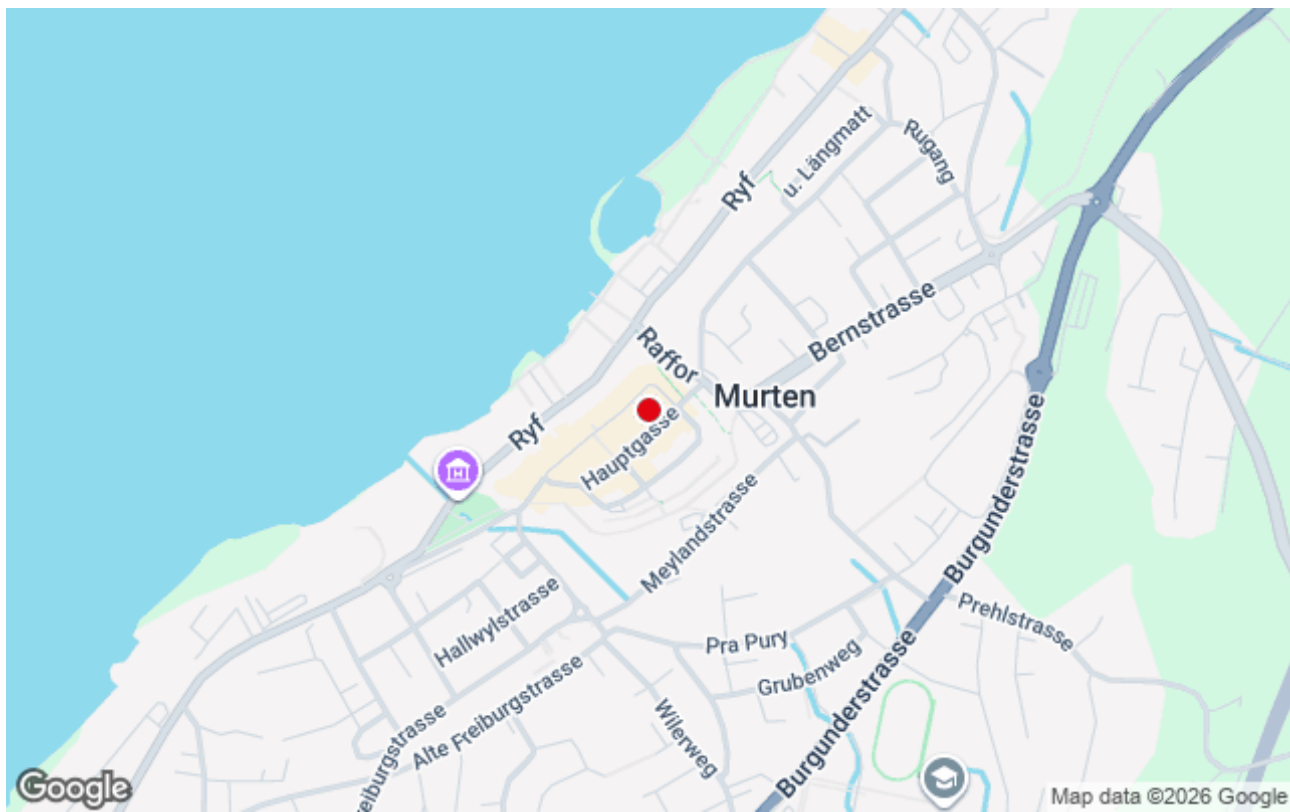 u. Längmatt
Rugang
Ryf
Bernstrasse
Raffor
Murten
Ryf
Hauptgasse
Burgunderstrasse
Meylandstrasse
Prehlstrasse
Hallwylstrasse
Pra Pury
Grubenweg
Alte Freiburgstrasse
Wilerweg
Burgunderstrasse
reiburgstrasse
Google
Map data ©2026 Google